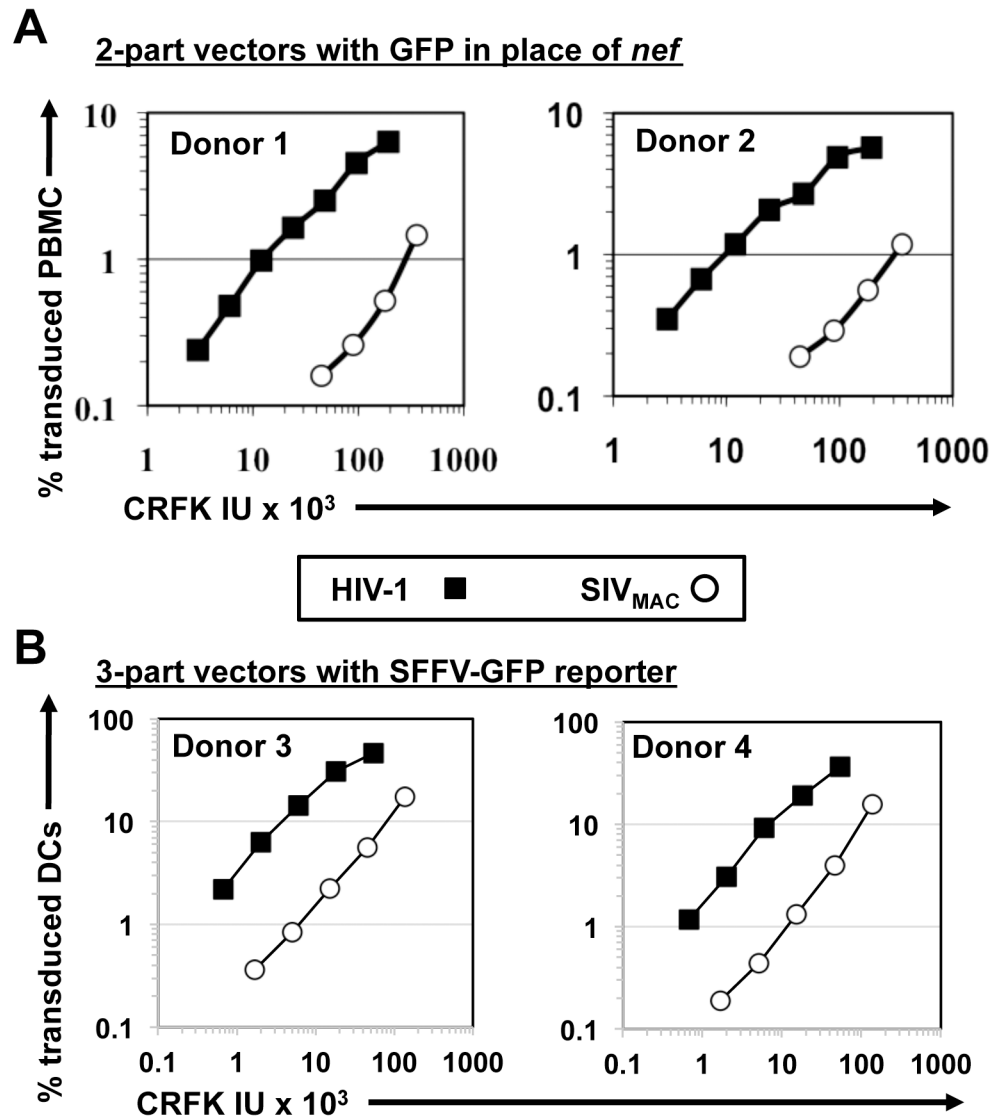 A
2-part vectors with GFP in place of nef
% transduced PBMC
Donor 1
10
1
0.1
1 10 100 1000
Donor 2
10
1
0.1
1 10 100 1000
CRFK IU x 10³
HIV-1 SIVMAC
B
3-part vectors with SFFV-GFP reporter
% transduced DCs
Donor 3
100
10
1
0.1
0.1 1 10 100 1000
Donor 4
100
10
1
0.1
0.1 1 10 100 1000
CRFK IU x 10³